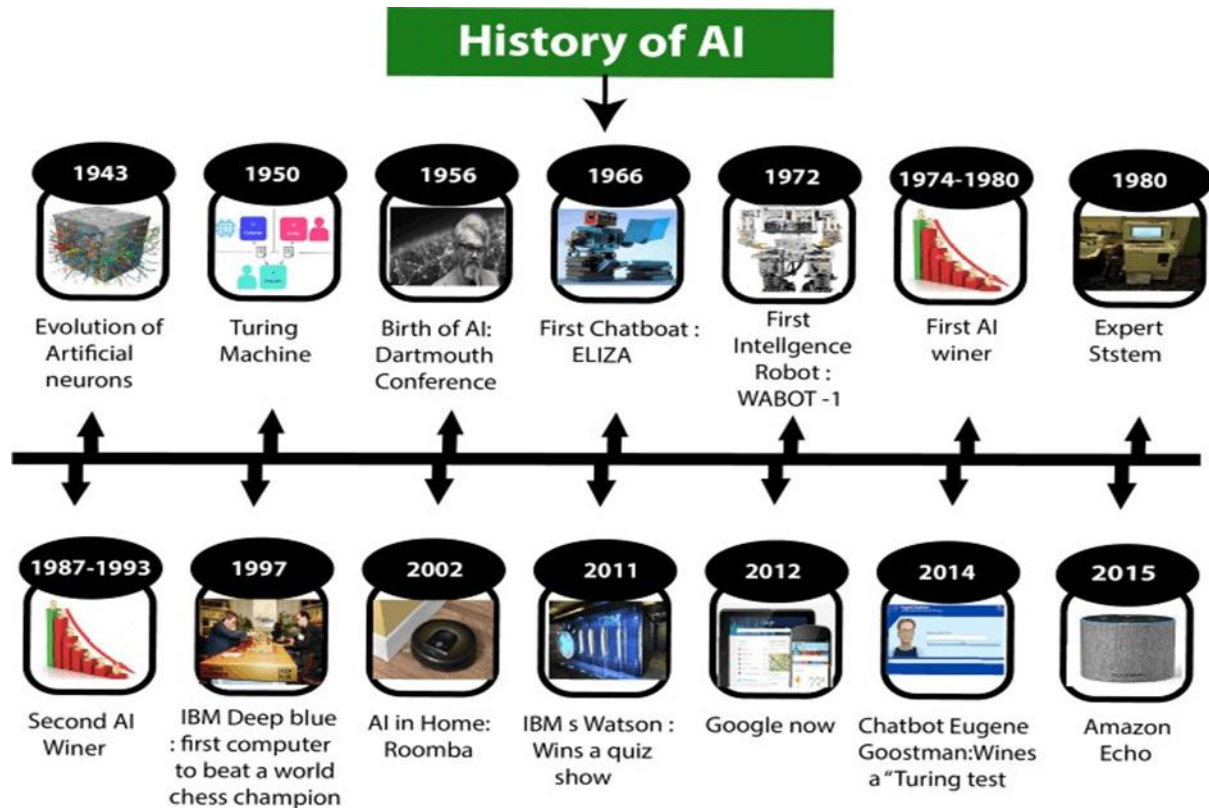 History of AI
1943
1950
1956
1966
1972
1974-1980
1980
Evolution of
Artificial
neurons
Turing
Machine
Birth of AI:
Dartmouth
Conference
First Chatboat :
ELIZA
First
Intellgence
Robot :
WABOT -1
First AI
winer
Expert
Ststem
1987-1993
1997
2002
2011
2012
2014
2015
Second AI
Winer
IBM Deep blue
: first computer
to beat a world
chess champion
AI in Home:
Roomba
IBM s Watson :
Wins a quiz
show
Google now
Chatbot Eugene
Goostman:Wines
a “Turing test
Amazon
Echo